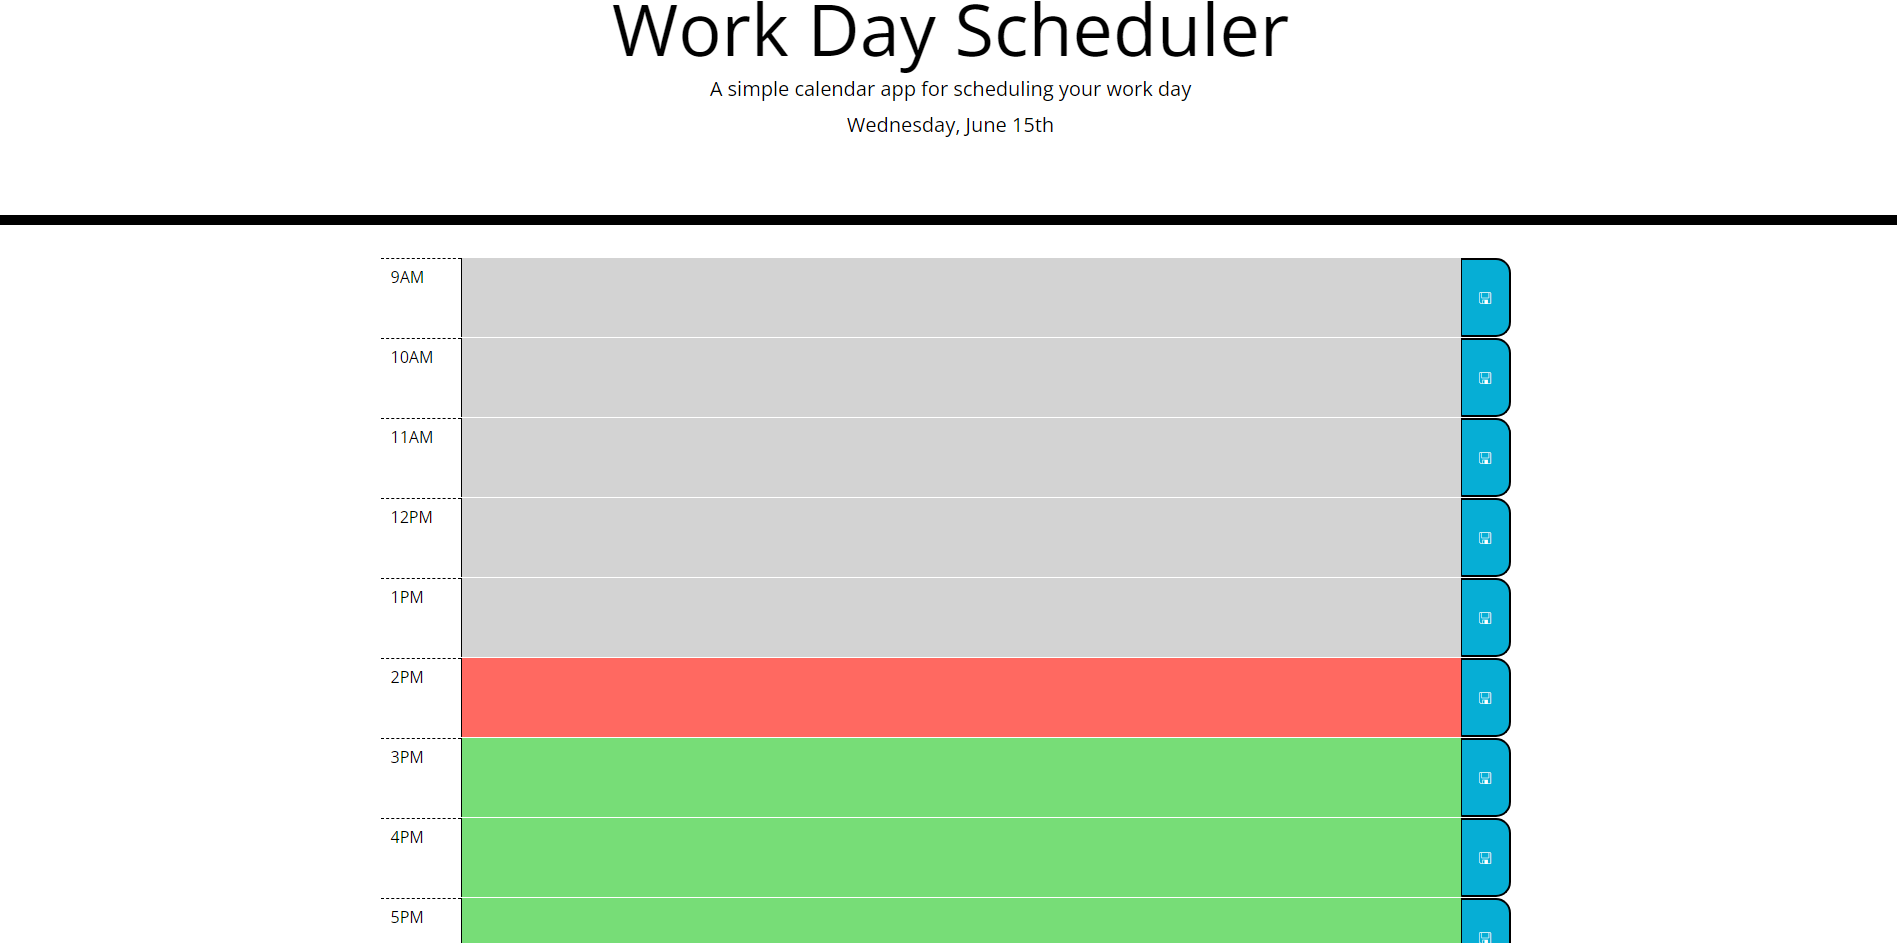 Work Day Scheduler
A simple calendar app for scheduling your work day
Wednesday, June 15th
9AM
10AM
11AM
12PM
1PM
2PM
3PM
4PM
5PM